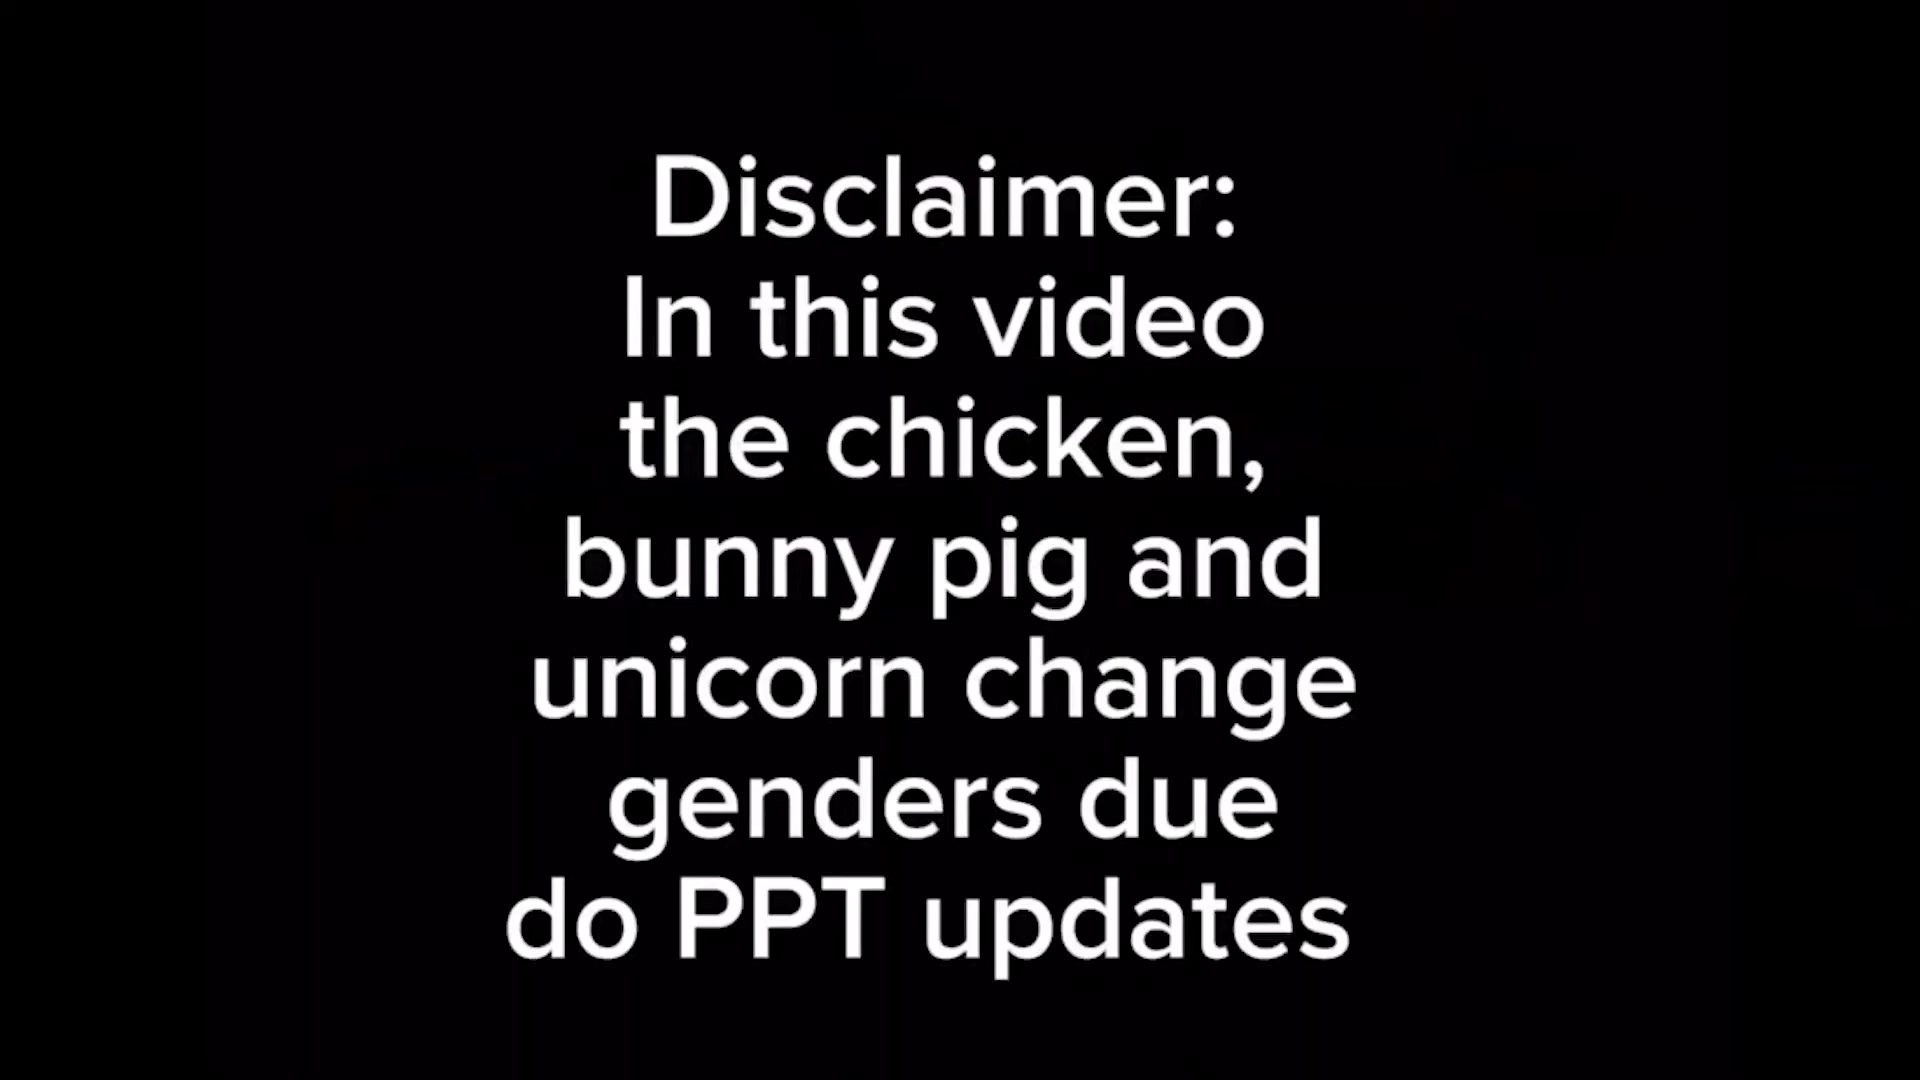 Disclaimer:
In this video
the chicken,
bunny pig and
unicorn change
genders due
do PPT updates